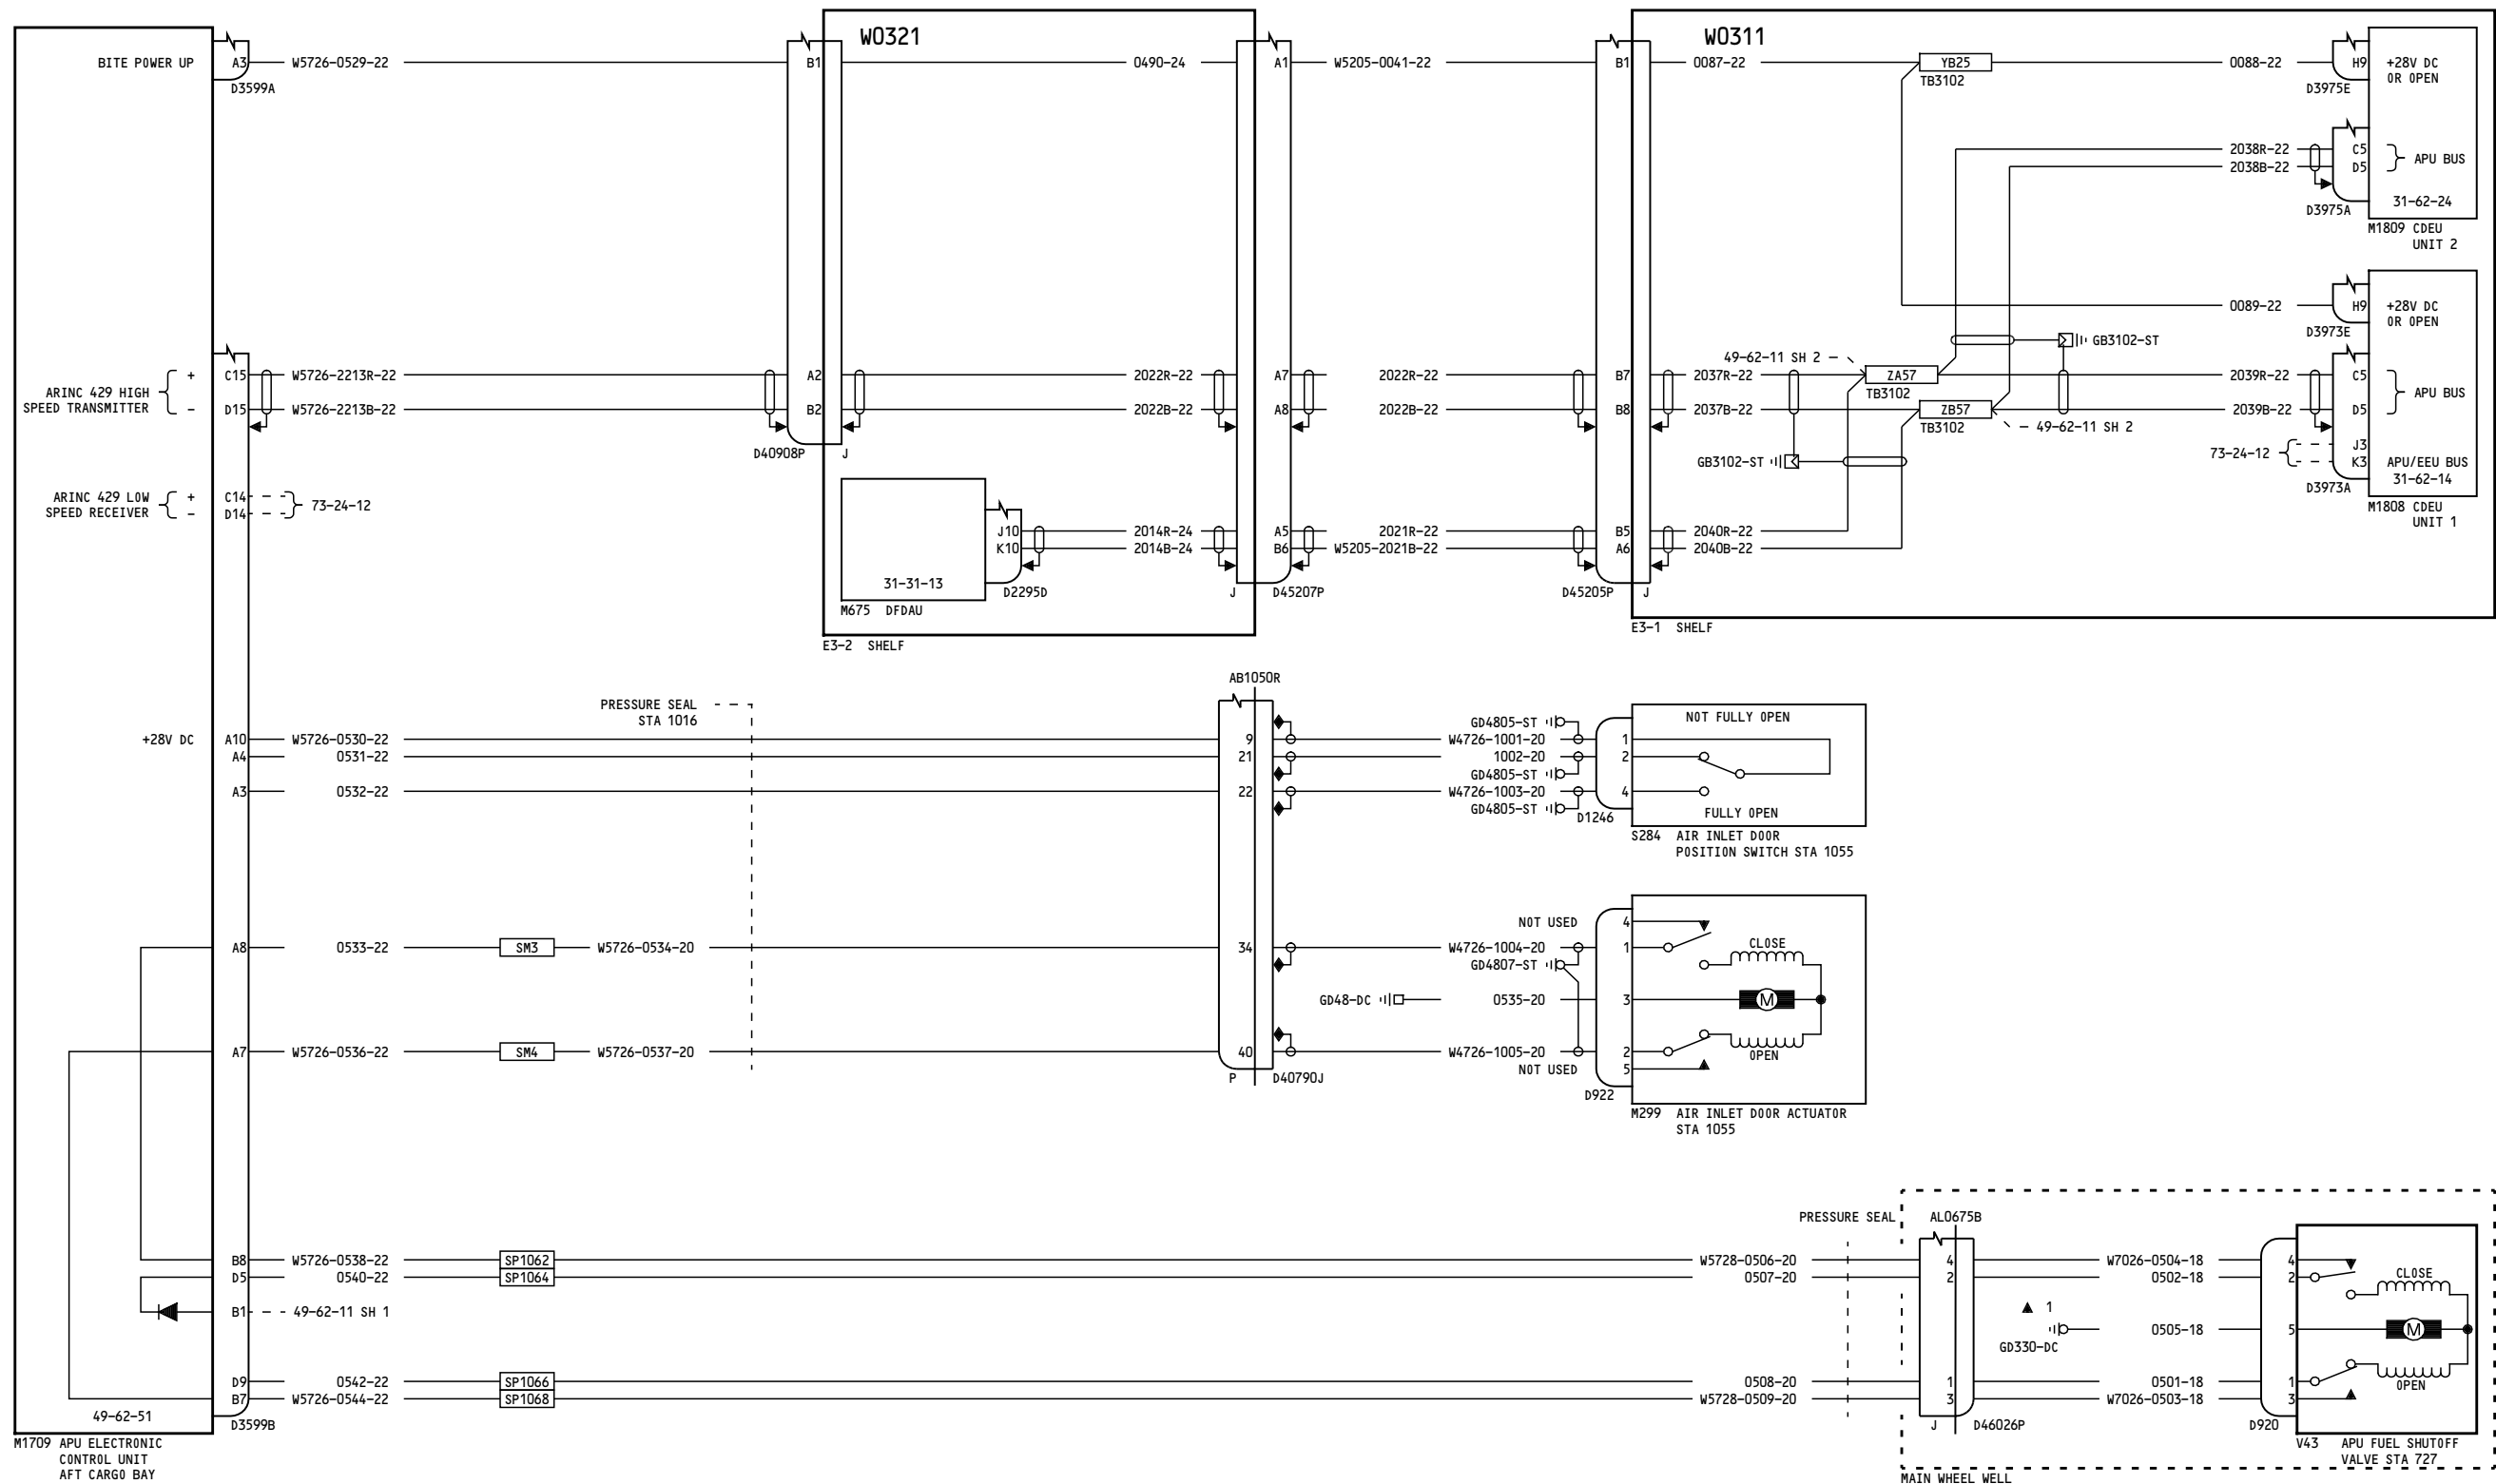 W0321
W0311
BITE POWER UP
A3
W5726-0529-22
B1
0490-24
A1
W5205-0041-22
B1
0087-22
YB25
0088-22
H9
+28V DC
OR OPEN
D3599A
TB3102
D3975E
2038R-22
C5
APU BUS
2038B-22
D5
31-62-24
D3975A
M1809 CDEU
UNIT 2
0089-22
H9
+28V DC
OR OPEN
D3973E
GB3102-ST
49-62-11 SH 2
ARINC 429 HIGH
SPEED TRANSMITTER
+
-
C15
W5726-2213R-22
A2
2022R-22
A7
2022R-22
B7
2037R-22
ZA57
TB3102
2039R-22
C5
APU BUS
D15
W5726-2213B-22
B2
2022B-22
A8
2022B-22
B8
2037B-22
ZB57
TB3102
2039B-22
D5
49-62-11 SH 2
D40908P
J
GB3102-ST
73-24-12
J3
K3
APU/EEU BUS
31-62-14
D3973A
M1808 CDEU
UNIT 1
ARINC 429 LOW
SPEED RECEIVER
+
-
C14
D14
73-24-12
J10
2014R-24
A5
2021R-22
B5
2040R-22
K10
2014B-24
B6
W5205-2021B-22
A6
2040B-22
31-31-13
D2295D
M675 DFDAU
J
D45207P
D45205P
J
E3-1 SHELF
E3-2 SHELF
AB1050R
PRESSURE SEAL
STA 1016
GD4805-ST
NOT FULLY OPEN
+28V DC
A10
W5726-0530-22
9
W4726-1001-20
1
A4
0531-22
21
1002-20
2
GD4805-ST
A3
0532-22
22
W4726-1003-20
4
GD4805-ST
D1246
FULLY OPEN
S284 AIR INLET DOOR
POSITION SWITCH STA 1055
NOT USED
4
A8
0533-22
SM3
W5726-0534-20
34
W4726-1004-20
1
CLOSE
GD4807-ST
GD48-DC
0535-20
3
M
A7
W5726-0536-22
SM4
W5726-0537-20
40
W4726-1005-20
2
OPEN
NOT USED
5
P
D40790J
D922
M299 AIR INLET DOOR ACTUATOR
STA 1055
PRESSURE SEAL
AL0675B
B8
W5726-0538-22
SP1062
W5728-0506-20
4
W7026-0504-18
4
D5
0540-22
SP1064
0507-20
2
0502-18
2
CLOSE
B1
49-62-11 SH 1
1
GD330-DC
0505-18
5
M
D9
0542-22
SP1066
0508-20
1
0501-18
1
OPEN
B7
W5726-0544-22
SP1068
W5728-0509-20
3
W7026-0503-18
3
49-62-51
D3599B
J
D46026P
D920
M1709 APU ELECTRONIC
CONTROL UNIT
AFT CARGO BAY
V43 APU FUEL SHUTOFF
VALVE STA 727
MAIN WHEEL WELL